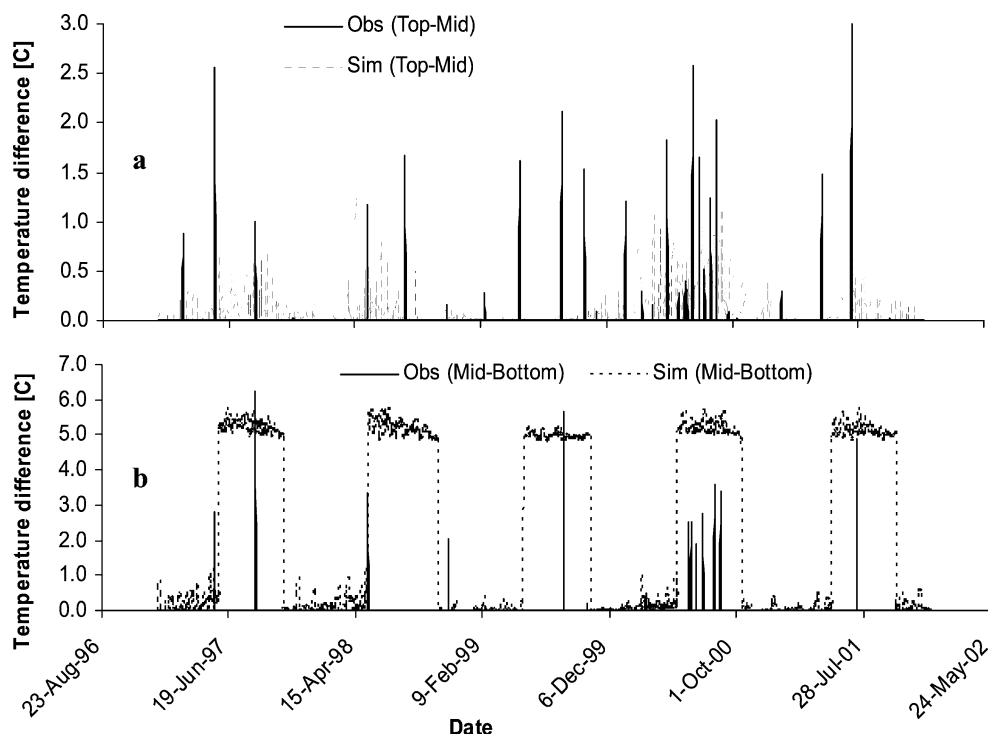 Temperature difference [C]
3.0
2.5
2.0
1.5
1.0
0.5
0.0
Obs (Top-Mid)
Sim (Top-Mid)
a
Temperature difference [C]
7.0
6.0
5.0
4.0
3.0
2.0
1.0
0.0
Obs (Mid-Bottom) Sim (Mid-Bottom)
b
23-Aug-96 19-Jun-97 15-Apr-98 9-Feb-99 6-Dec-99 1-Oct-00 28-Jul-01 24-May-02
Date